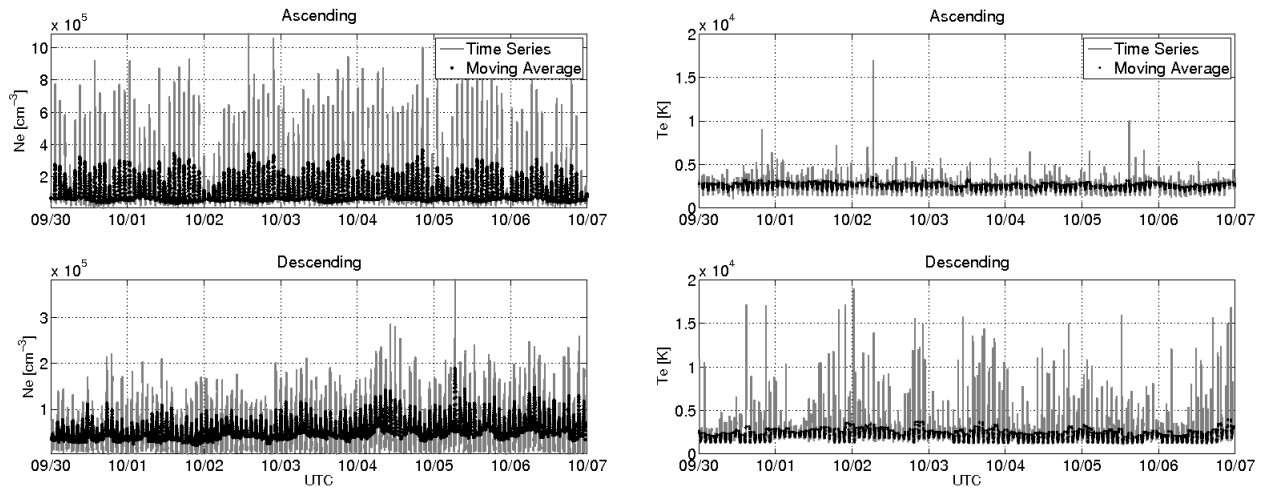 Ascending
x 10^5
Ne [cm^-3]
10
8
6
4
2
Time Series
Moving Average
09/30 10/01 10/02 10/03 10/04 10/05 10/06 10/07
Ascending
x 10^4
Te [K]
2
1.5
1
0.5
0
Time Series
Moving Average
09/30 10/01 10/02 10/03 10/04 10/05 10/06 10/07
Descending
x 10^5
Ne [cm^-3]
3
2
1
09/30 10/01 10/02 10/03 10/04 10/05 10/06 10/07
UTC
Descending
x 10^4
Te [K]
2
1.5
1
0.5
0
09/30 10/01 10/02 10/03 10/04 10/05 10/06 10/07
UTC